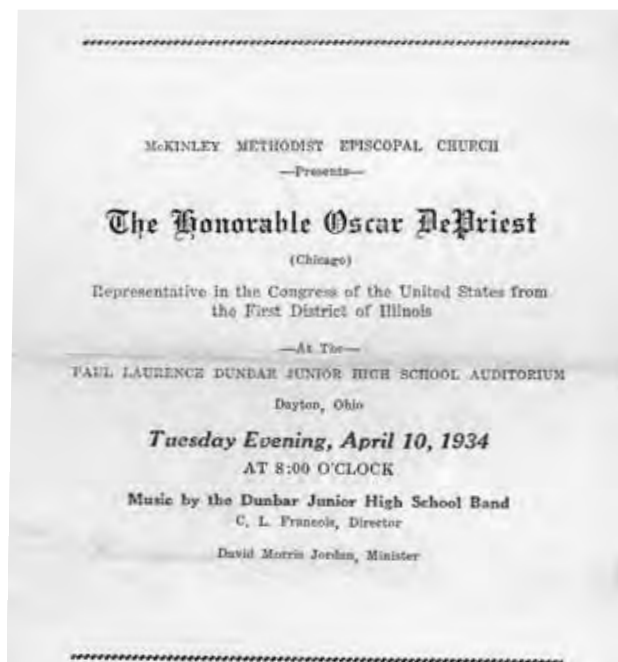 McKINLEY METHODIST EPISCOPAL CHURCH
—Presents—
The Honorable Oscar DePriest
(Chicago)
Representative in the Congress of the United States from
the First District of Illinois
—At The—
PAUL LAURENCE DUNBAR JUNIOR HIGH SCHOOL AUDITORIUM
Dayton, Ohio
Tuesday Evening, April 10, 1934
AT 8:00 O'CLOCK
Music by the Dunbar Junior High School Band
C. L. Francois, Director
David Morris Jordan, Minister